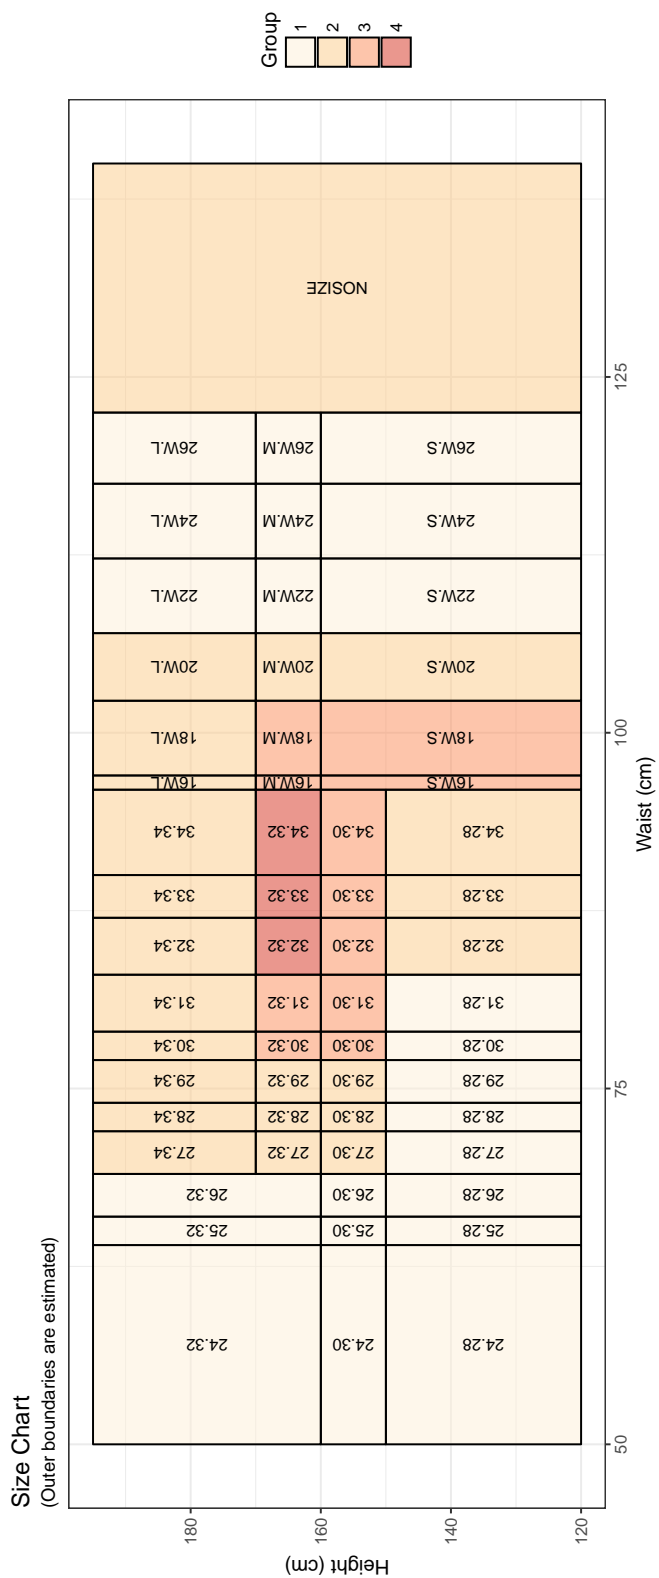 Size Chart
(Outer boundaries are estimated)
Height (cm)
180
160
140
120
24.32
25.32
26.32
27.34
28.34
29.34
30.34
31.34
32.34
33.34
34.34
16W.L
18W.L
20W.L
22W.L
24W.L
26W.L
27.32
28.32
29.32
30.32
31.32
32.32
33.32
34.32
16W.M
18W.M
20W.M
22W.M
24W.M
26W.M
NOSIZE
24.30
25.30
26.30
27.30
28.30
29.30
30.30
31.30
32.30
33.30
34.30
16W.S
18W.S
20W.S
22W.S
24W.S
26W.S
24.28
25.28
26.28
27.28
28.28
29.28
30.28
31.28
32.28
33.28
34.28
50
75
100
125
Waist (cm)
Group
1
2
3
4